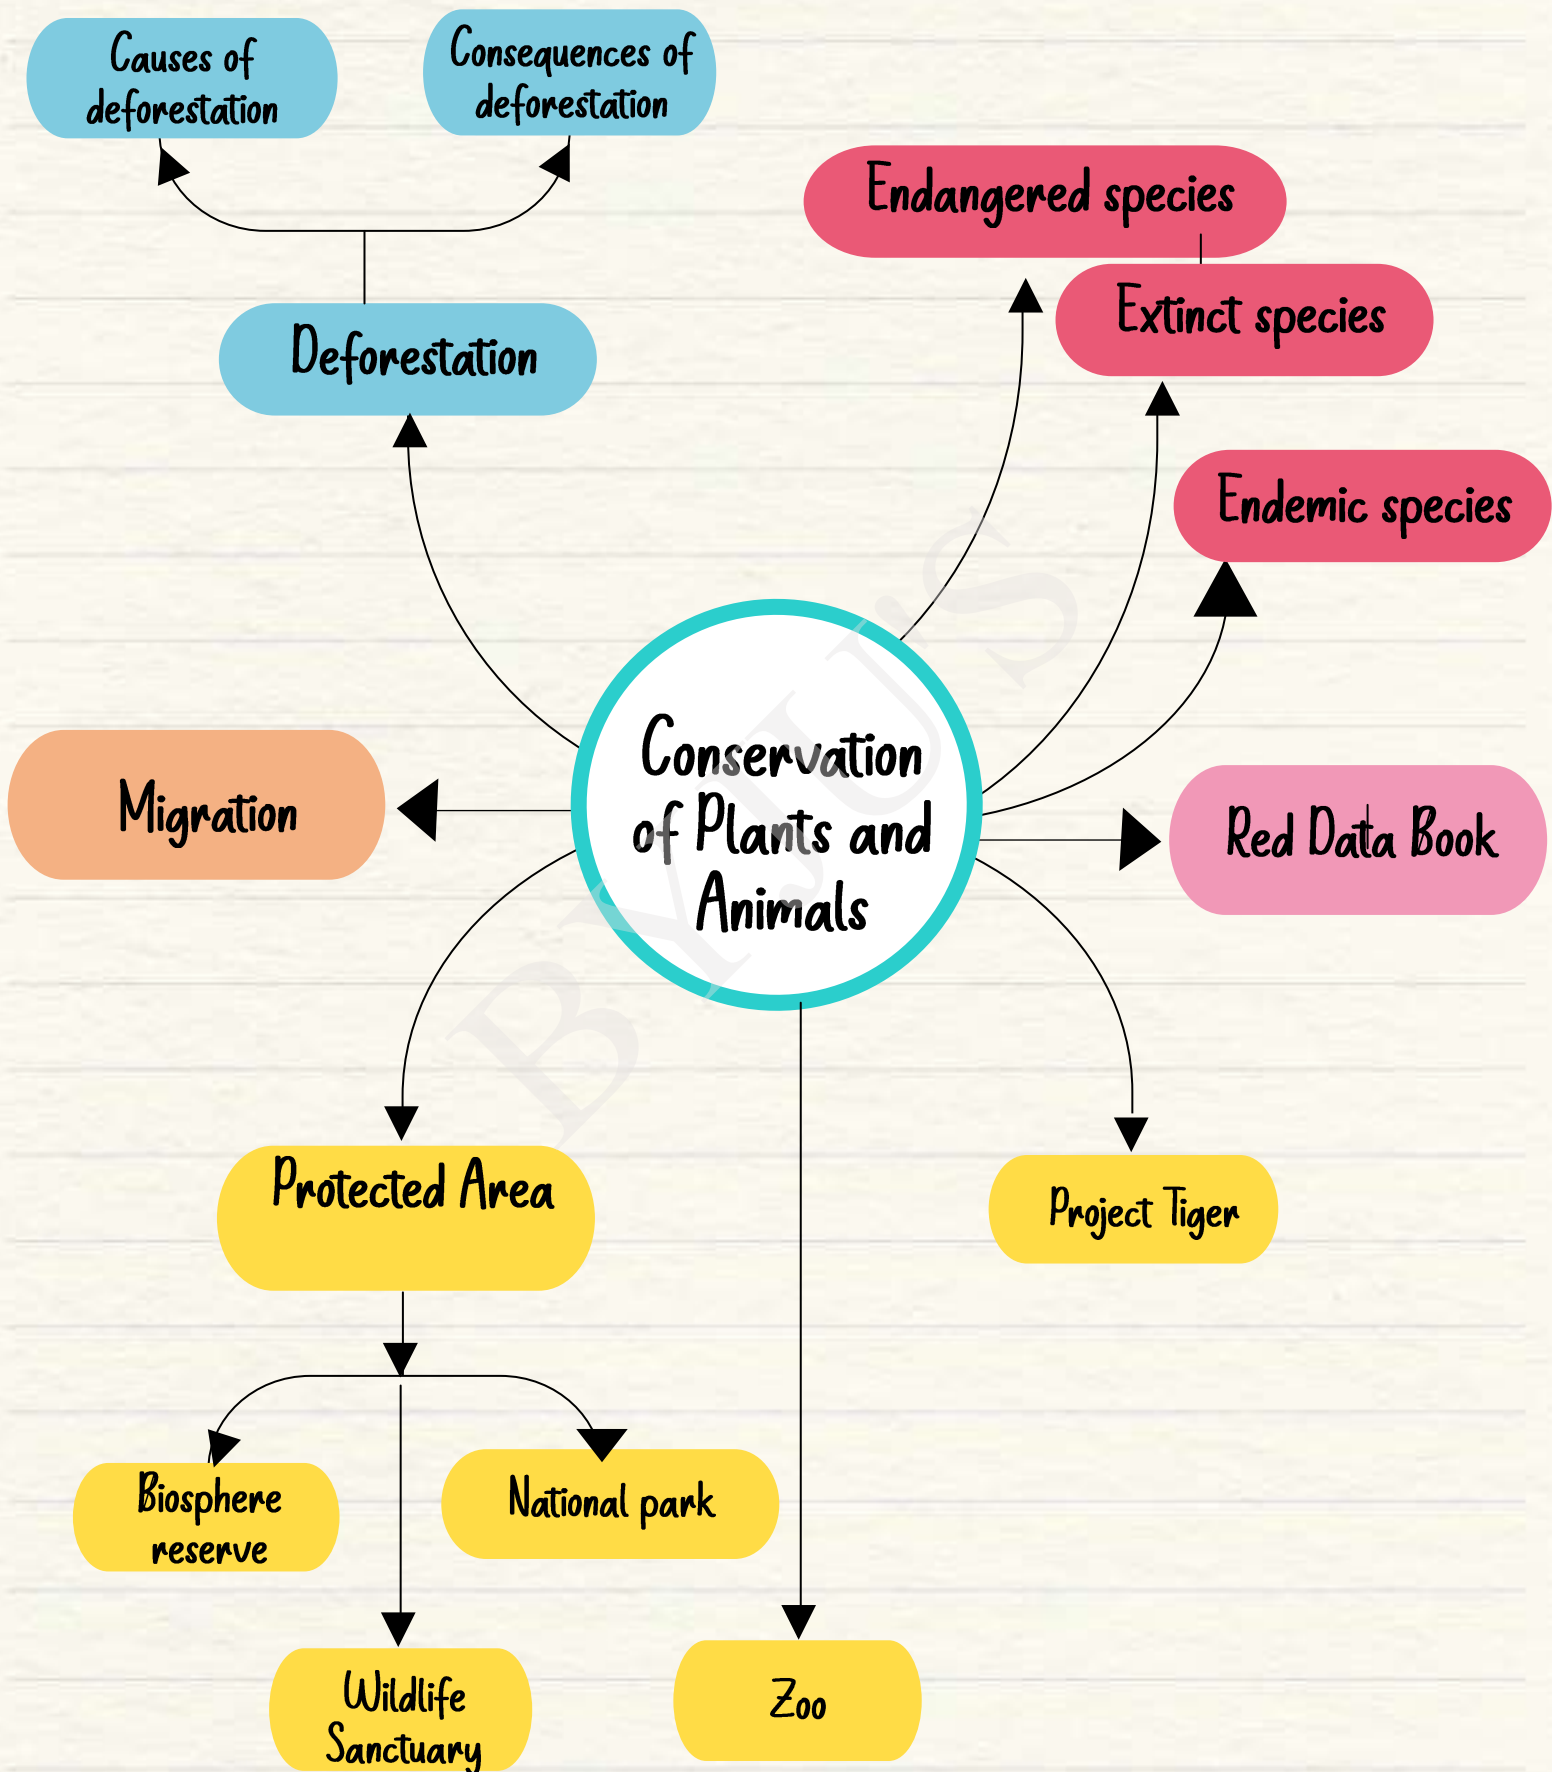 Causes of
deforestation
Consequences of
deforestation
Endangered species
Extinct species
Deforestation
Endemic species
Conservation
of Plants and
Animals
Migration
Red Data Book
Protected Area
Project Tiger
Biosphere
reserve
National park
Wildlife
Sanctuary
Zoo
BYJU'S